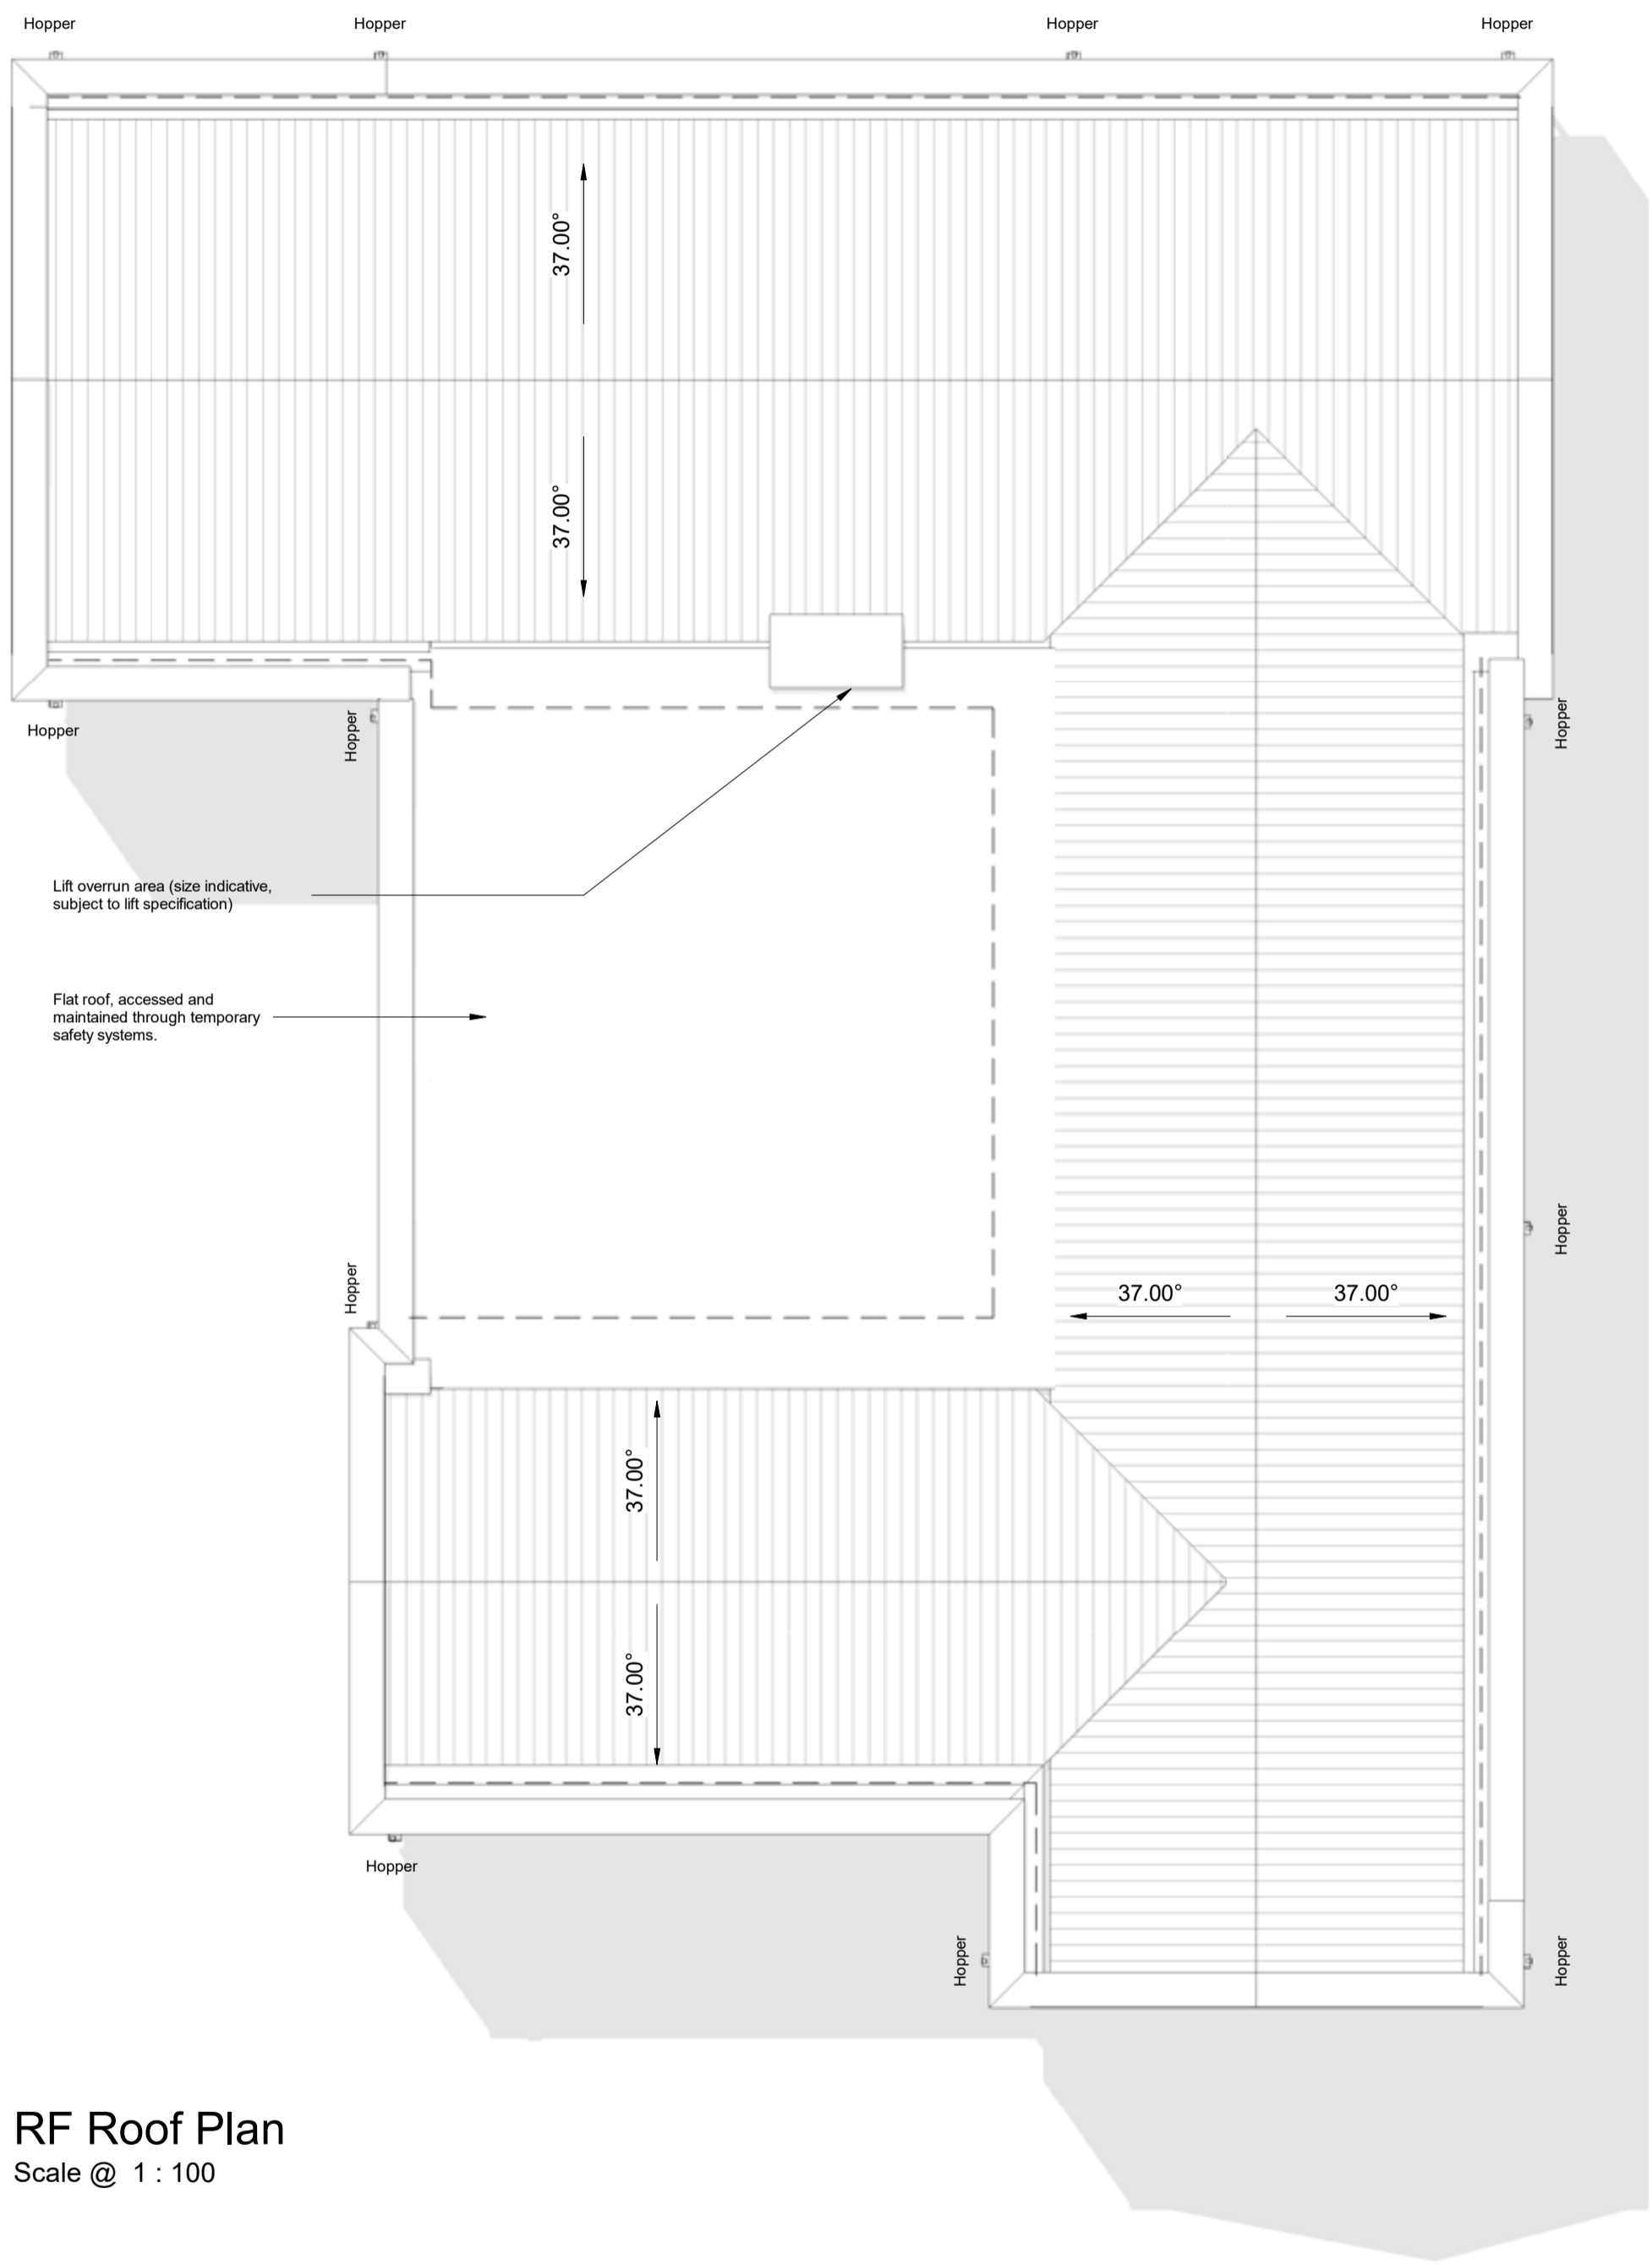 Hopper
Hopper
Hopper
Hopper
37.00°
37.00°
Hopper
Hopper
Hopper
Lift overrun area (size indicative,
subject to lift specification)
Flat roof, accessed and
maintained through temporary
safety systems.
Hopper
Hopper
37.00°
37.00°
37.00°
37.00°
Hopper
Hopper
Hopper
RF Roof Plan
Scale @ 1 : 100